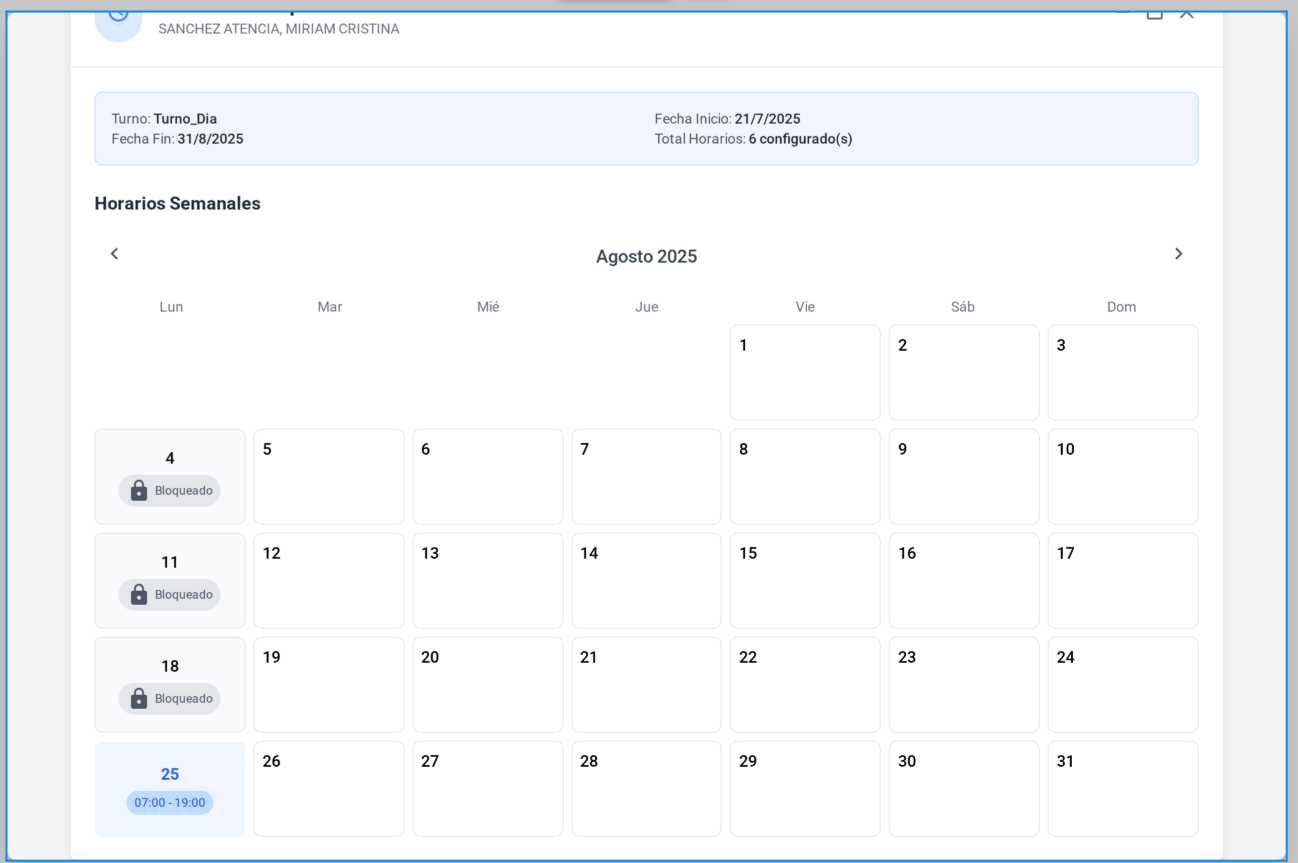 SANCHEZ ATENCIA, MIRIAM CRISTINA
Turno: Turno_Dia
Fecha Inicio: 21/7/2025
Fecha Fin: 31/8/2025
Total Horarios: 6 configurado(s)
Horarios Semanales
Agosto 2025
Lun Mar Mié Jue Vie Sáb Dom
1 2 3
4 5 6 7 8 9 10
Bloqueado
11 12 13 14 15 16 17
Bloqueado
18 19 20 21 22 23 24
Bloqueado
25 26 27 28 29 30 31
07:00 - 19:00